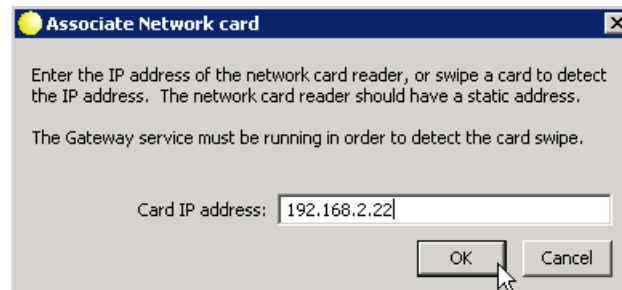 Associate Network card
Enter the IP address of the network card reader, or swipe a card to detect
the IP address. The network card reader should have a static address.
The Gateway service must be running in order to detect the card swipe.
Card IP address: 192.168.2.22
OK Cancel